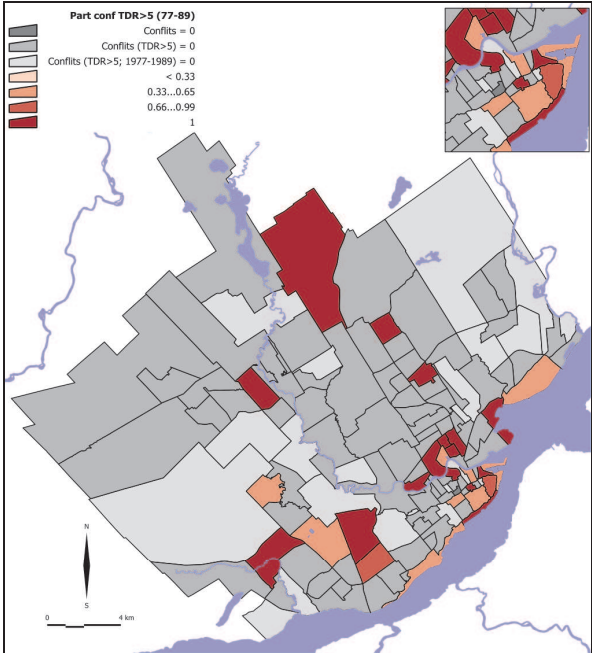 Part conf TDR>5 (77-89)
Conflits = 0
Conflits (TDR>5) = 0
Conflits (TDR>5; 1977-1989) = 0
< 0.33
0.33...0.65
0.66...0.99
1
N
S
0 4 km